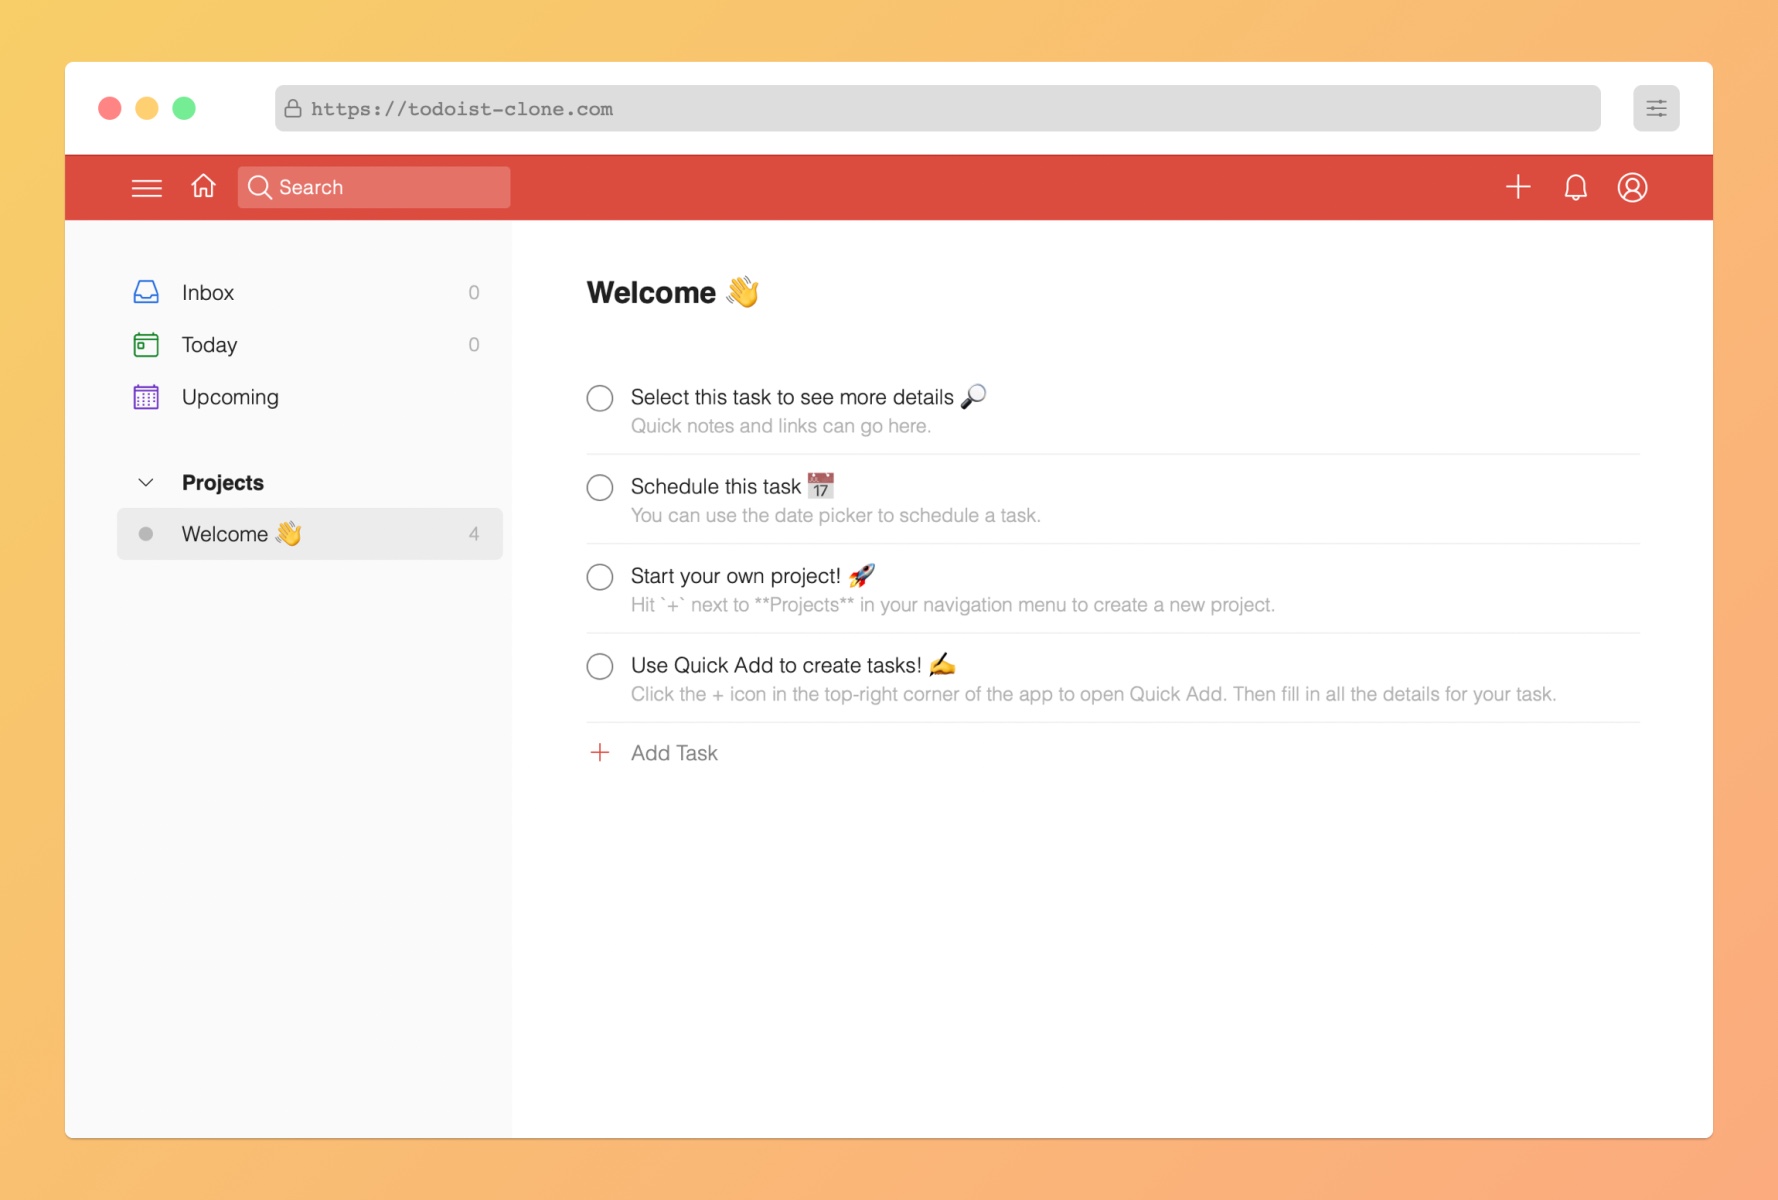 https://todoist-clone.com
Search
Inbox 0
Today 0
Upcoming
Projects
Welcome 👋 4
Welcome 👋
Select this task to see more details 🔎
Quick notes and links can go here.
Schedule this task 📅
17
You can use the date picker to schedule a task.
Start your own project! 🚀
Hit `+` next to **Projects** in your navigation menu to create a new project.
Use Quick Add to create tasks! ✍️
Click the + icon in the top-right corner of the app to open Quick Add. Then fill in all the details for your task.
+ Add Task